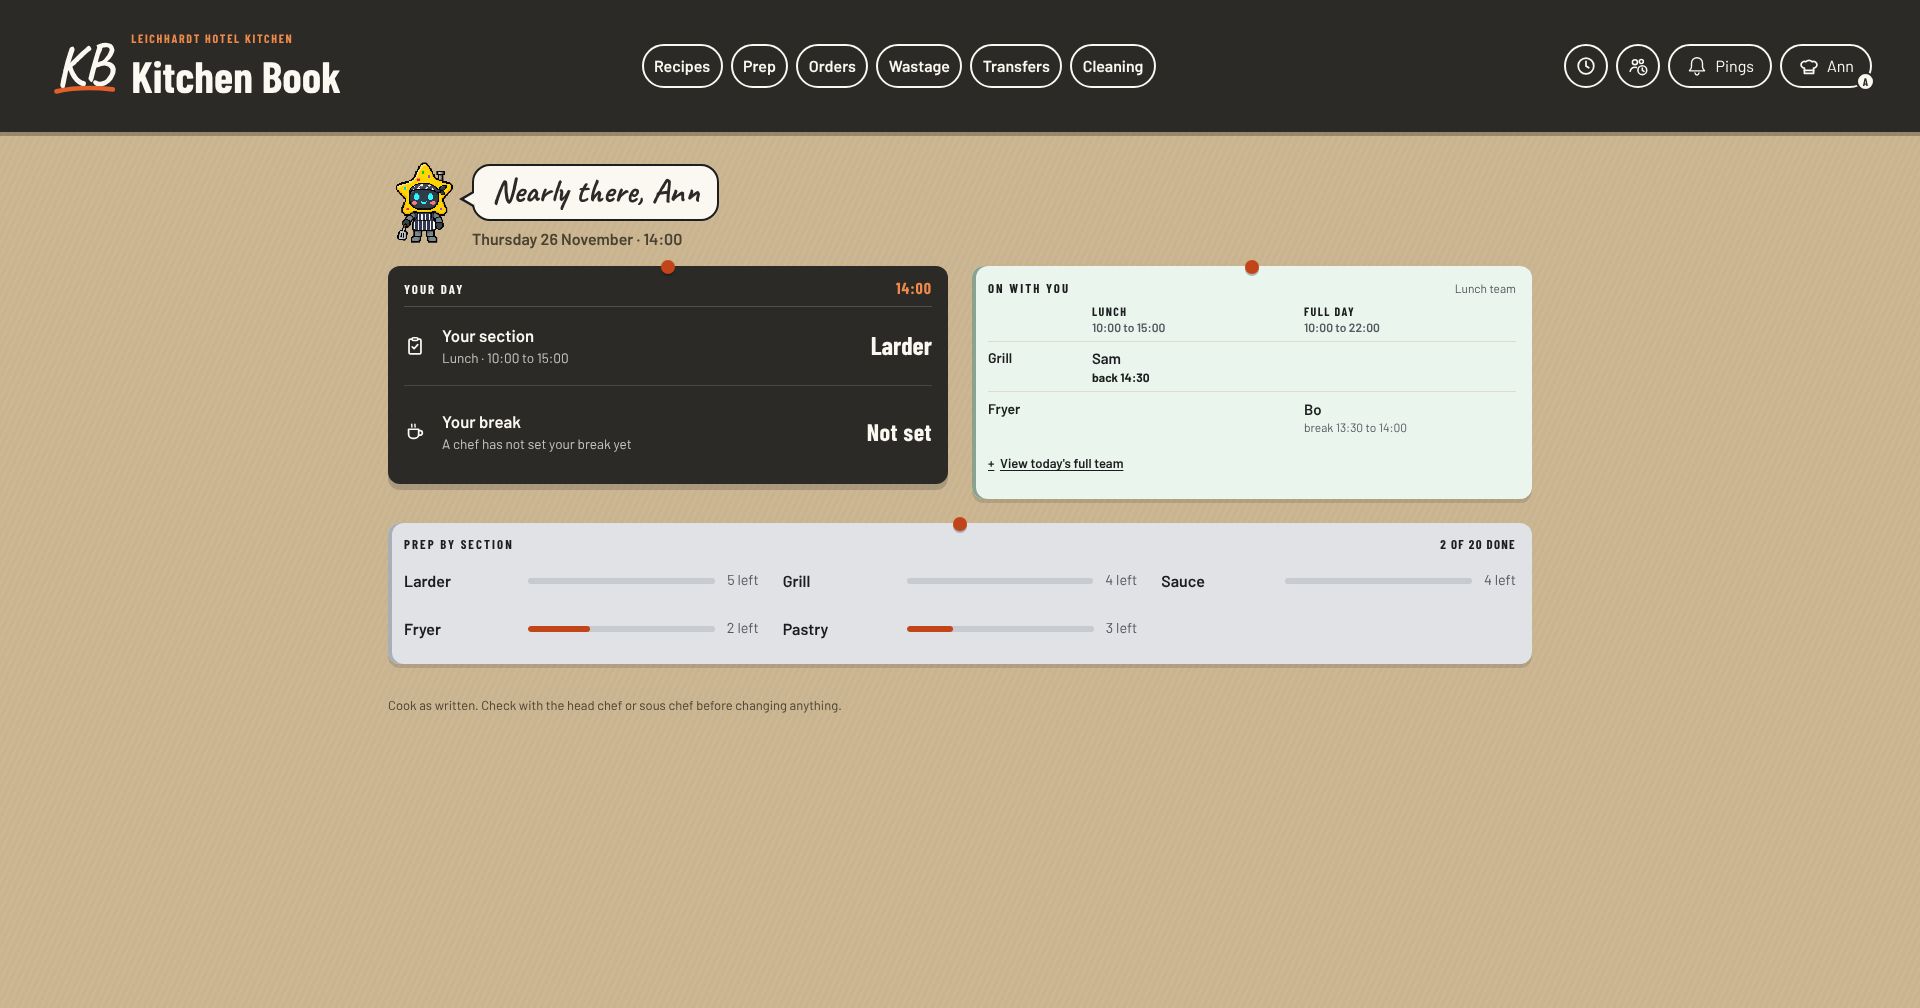 KB
LEICHHARDT HOTEL KITCHEN
Kitchen Book
Recipes
Prep
Orders
Wastage
Transfers
Cleaning
Pings
Ann
A
Nearly there, Ann
Thursday 26 November · 14:00
YOUR DAY
14:00
Your section
Lunch · 10:00 to 15:00
Larder
Your break
A chef has not set your break yet
Not set
ON WITH YOU
Lunch team
LUNCH
10:00 to 15:00
FULL DAY
10:00 to 22:00
Grill
Sam
back 14:30
Fryer
Bo
break 13:30 to 14:00
+ View today's full team
PREP BY SECTION
2 OF 20 DONE
Larder
5 left
Grill
4 left
Sauce
4 left
Fryer
2 left
Pastry
3 left
Cook as written. Check with the head chef or sous chef before changing anything.